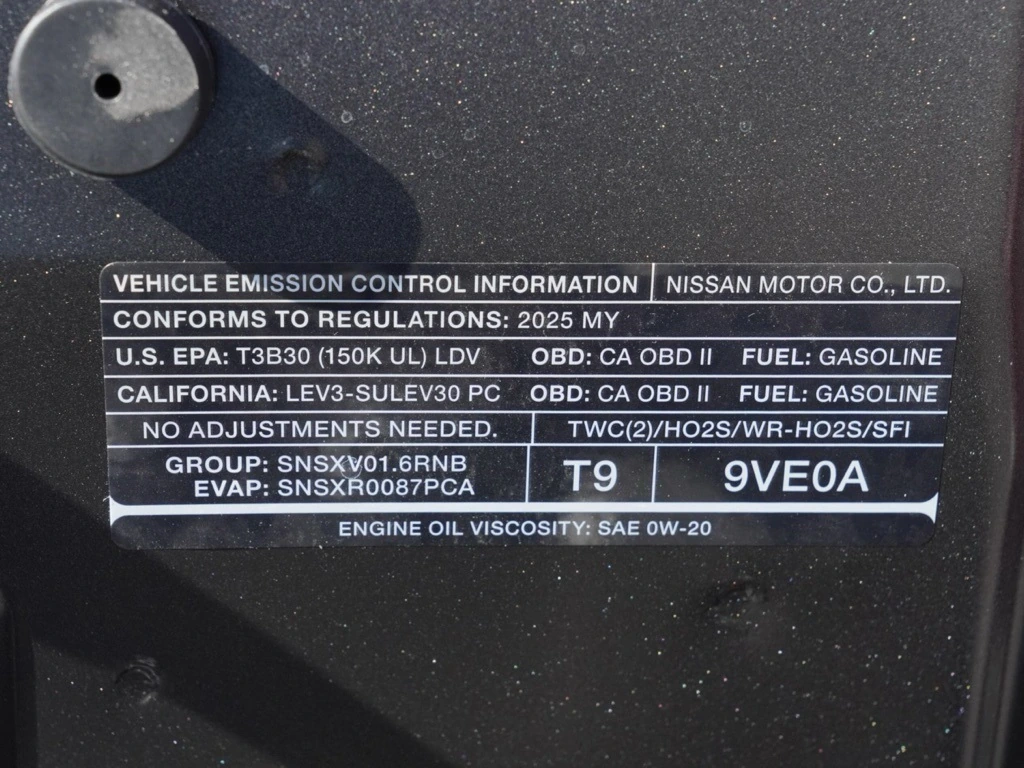 VEHICLE EMISSION CONTROL INFORMATION NISSAN MOTOR CO., LTD.
CONFORMS TO REGULATIONS: 2025 MY
U.S. EPA: T3B30 (150K UL) LDV OBD: CA OBD II FUEL: GASOLINE
CALIFORNIA: LEV3-SULEV30 PC OBD: CA OBD II FUEL: GASOLINE
NO ADJUSTMENTS NEEDED. TWC(2)/HO2S/WR-HO2S/SFI
GROUP: SNSXV01.6RNB
EVAP: SNSXR0087PCA
T9 9VE0A
ENGINE OIL VISCOSITY: SAE 0W-20